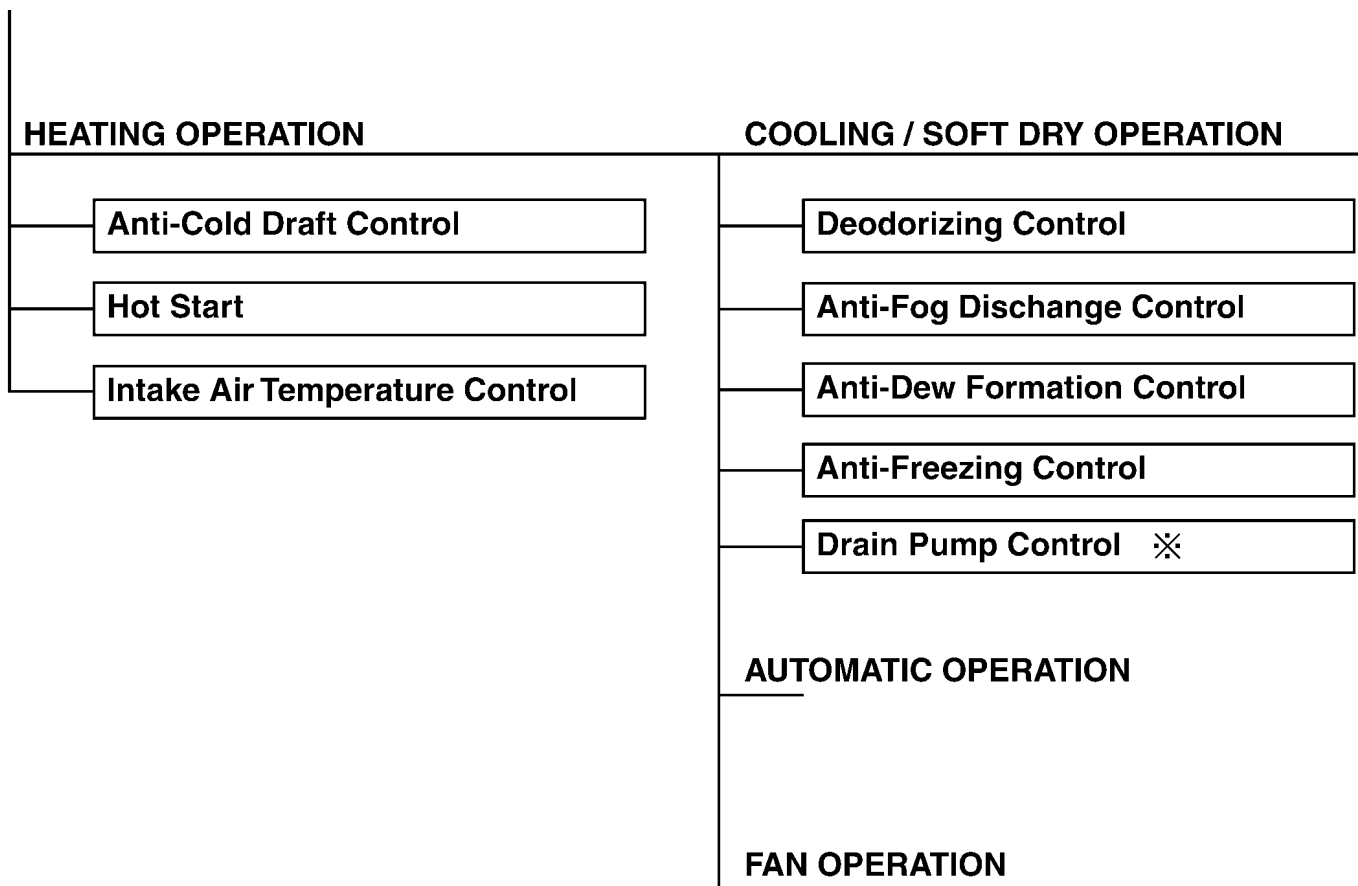 HEATING OPERATION
Anti-Cold Draft Control
Hot Start
Intake Air Temperature Control
COOLING / SOFT DRY OPERATION
Deodorizing Control
Anti-Fog Dischange Control
Anti-Dew Formation Control
Anti-Freezing Control
Drain Pump Control ※
AUTOMATIC OPERATION
FAN OPERATION